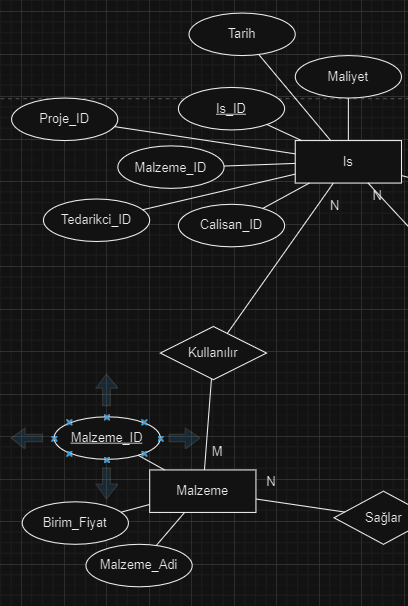 Tarih
Maliyet
Is_ID
Proje_ID
Is
Malzeme_ID
Tedarikci_ID
Calisan_ID
N
N
Kullanılır
Malzeme_ID
M
Malzeme
N
Birim_Fiyat
Sağlar
Malzeme_Adi